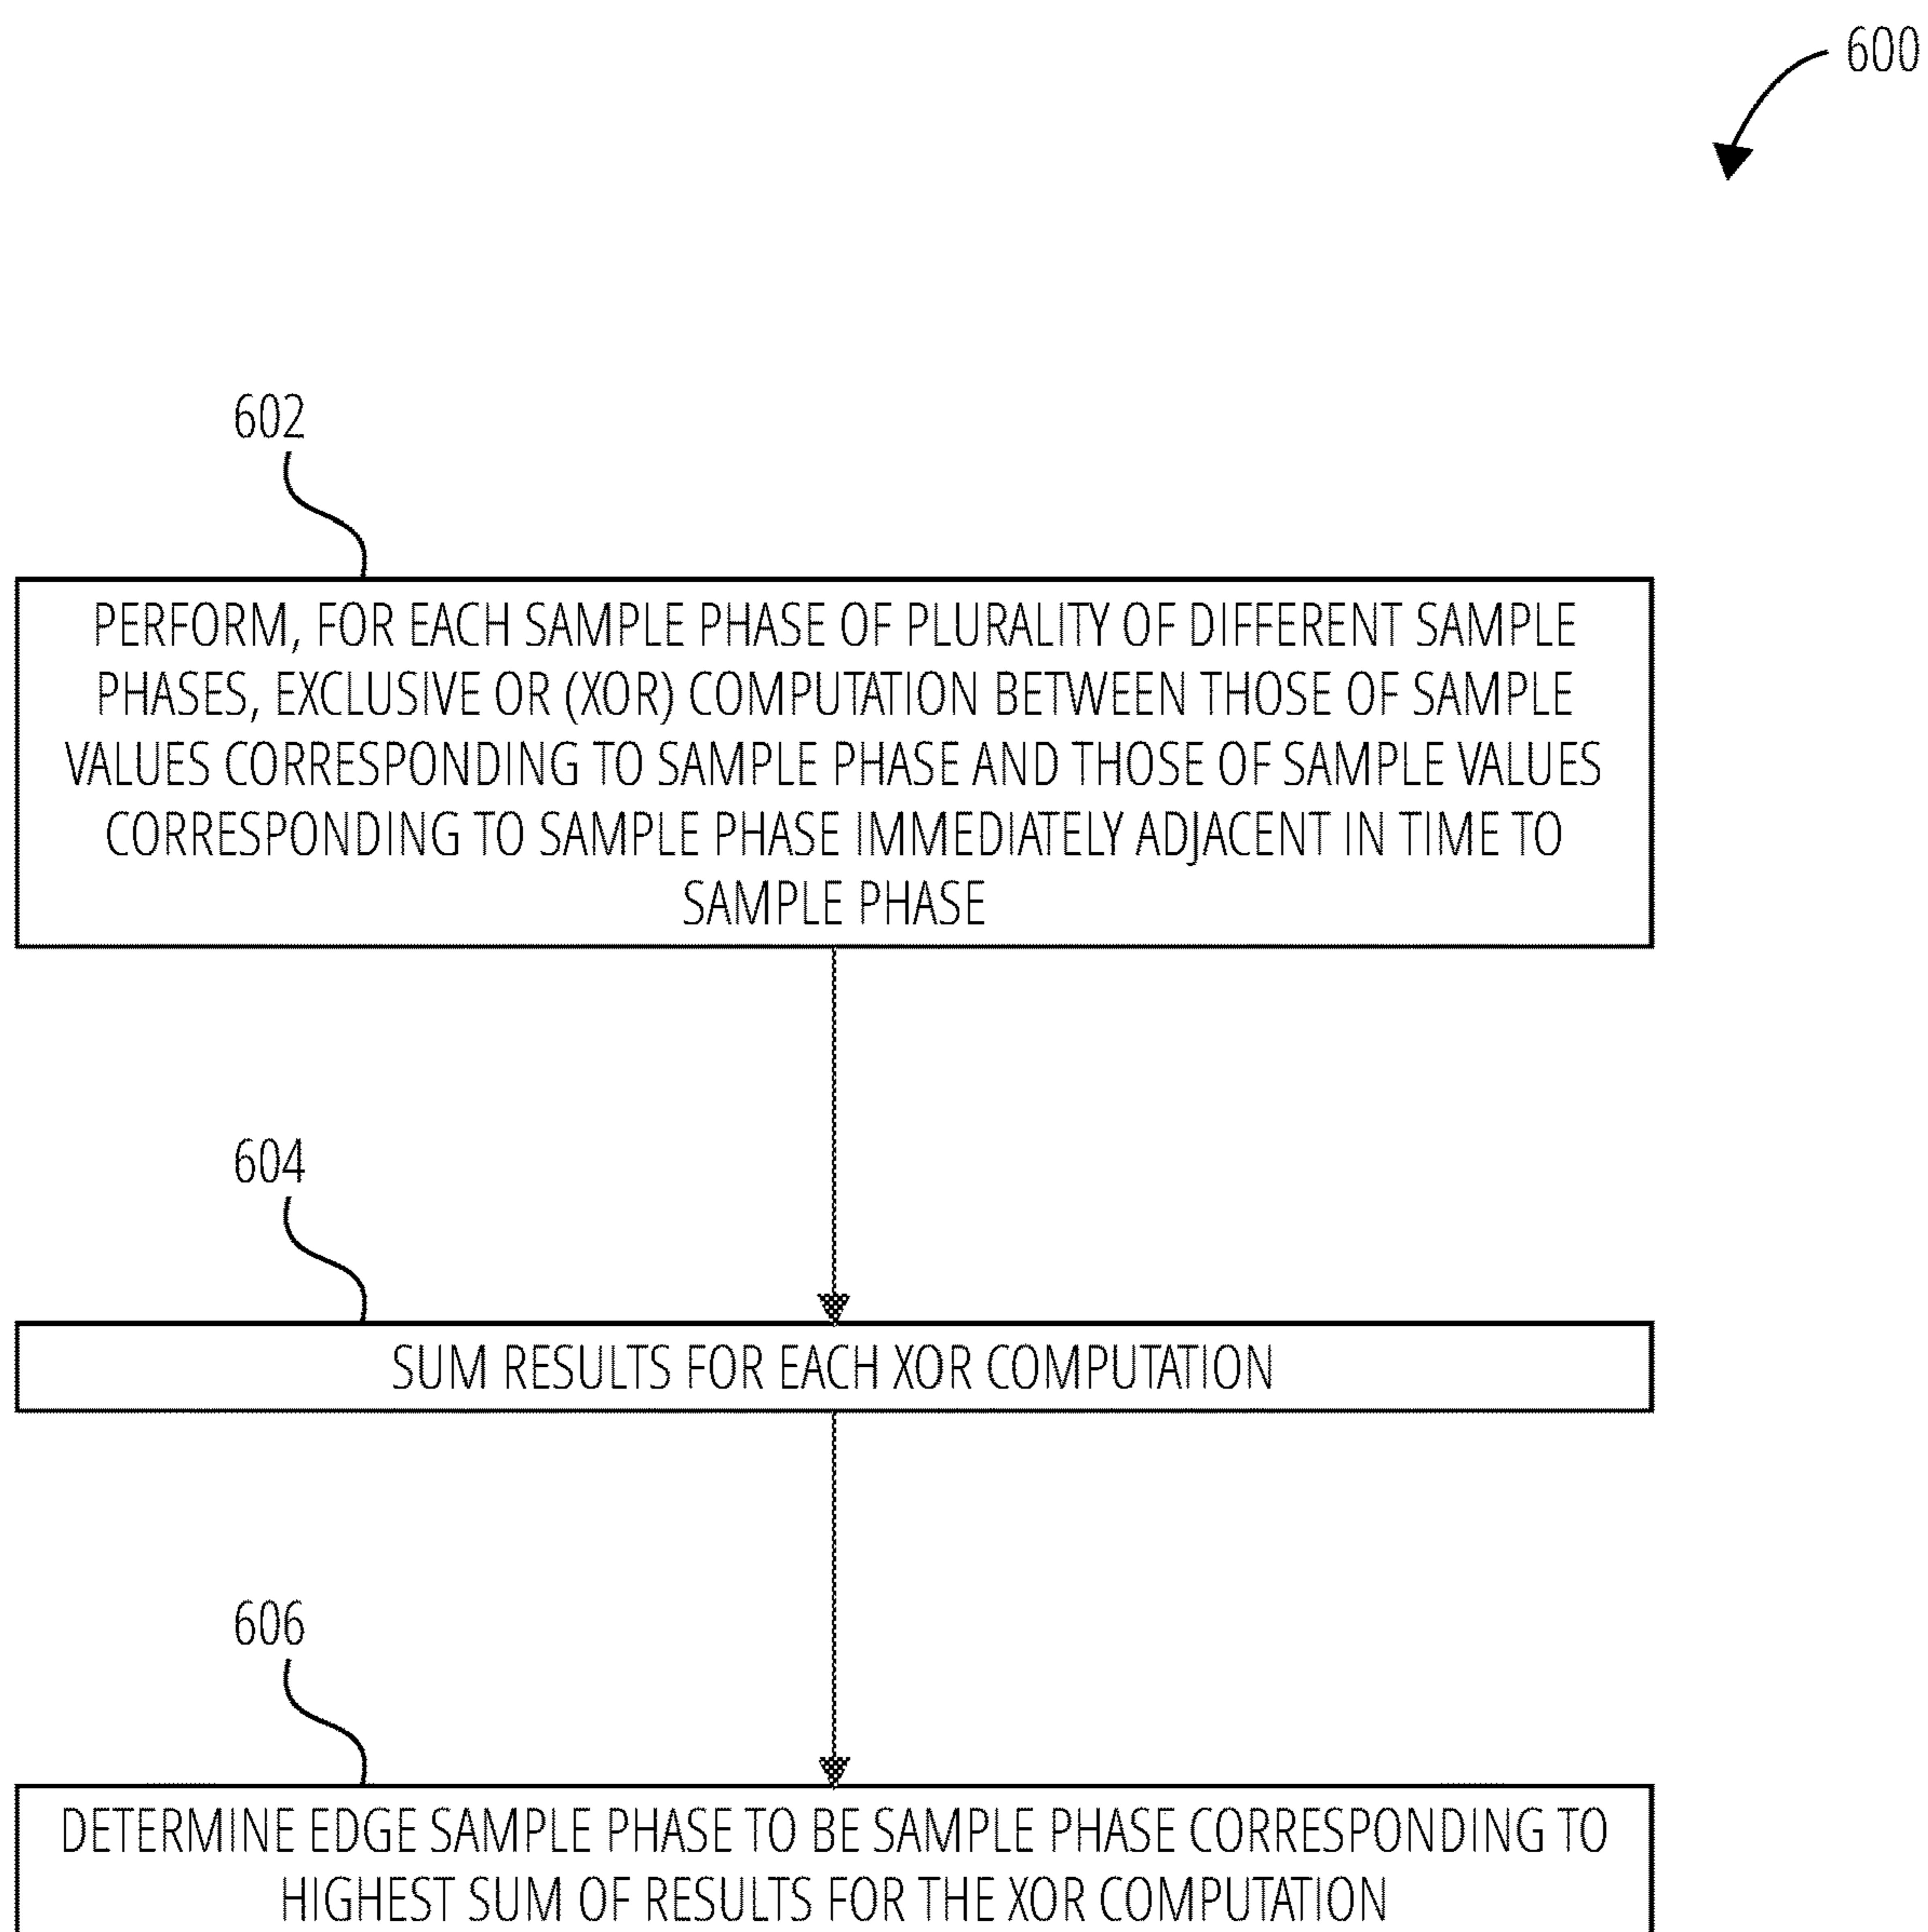 600
602
PERFORM, FOR EACH SAMPLE PHASE OF PLURALITY OF DIFFERENT SAMPLE
PHASES, EXCLUSIVE OR (XOR) COMPUTATION BETWEEN THOSE OF SAMPLE
VALUES CORRESPONDING TO SAMPLE PHASE AND THOSE OF SAMPLE VALUES
CORRESPONDING TO SAMPLE PHASE IMMEDIATELY ADJACENT IN TIME TO
SAMPLE PHASE
604
SUM RESULTS FOR EACH XOR COMPUTATION
606
DETERMINE EDGE SAMPLE PHASE TO BE SAMPLE PHASE CORRESPONDING TO
HIGHEST SUM OF RESULTS FOR THE XOR COMPUTATION